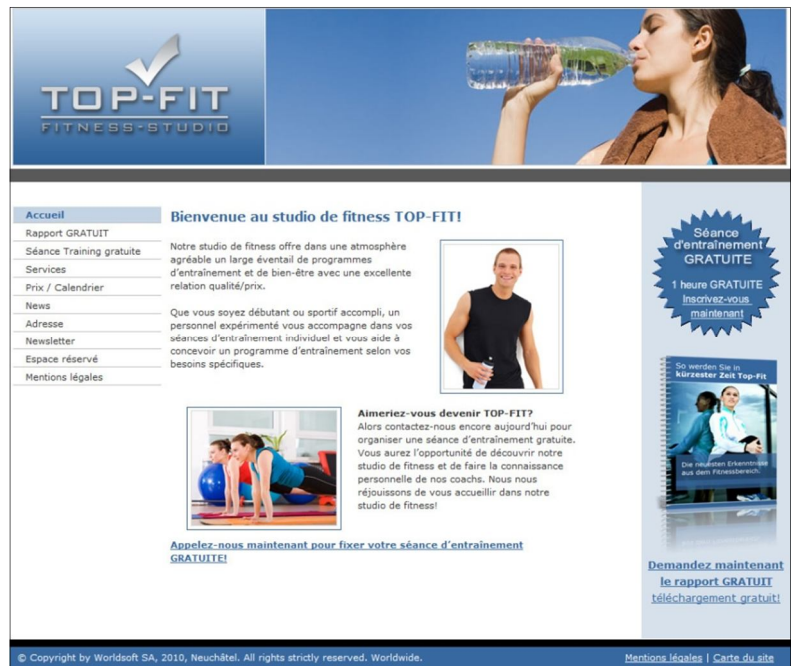 TOP-FIT
FITNESS-STUDIO
Accueil
Rapport GRATUIT
Séance Training gratuite
Services
Prix / Calendrier
News
Adresse
Newsletter
Espace réservé
Mentions légales
Bienvenue au studio de fitness TOP-FIT!
Notre studio de fitness offre dans une atmosphère
agréable un large éventail de programmes
d'entraînement et de bien-être avec une excellente
relation qualité/prix.
Que vous soyez débutant ou sportif accompli, un
personnel expérimenté vous accompagne dans vos
séances d'entraînement individuel et vous aide à
concevoir un programme d'entraînement selon vos
besoins spécifiques.
Aimeriez-vous devenir TOP-FIT?
Alors contactez-nous encore aujourd'hui pour
organiser une séance d'entraînement gratuite.
Vous aurez l'opportunité de découvrir notre
studio de fitness et de faire la connaissance
personnelle de nos coachs. Nous nous
réjouissons de vous accueillir dans notre
studio de fitness!
Appelez-nous maintenant pour fixer votre séance d'entraînement
GRATUITE!
Séance
d'entraînement
GRATUITE
1 heure GRATUITE
Inscrivez-vous
maintenant
So werden Sie in
kürzester Zeit Top-Fit
Die neuesten Erkenntnisse
aus dem Fitnessbereich.
Demandez maintenant
le rapport GRATUIT
téléchargement gratuit!
© Copyright by Worldsoft SA, 2010, Neuchâtel. All rights strictly reserved. Worldwide.
Mentions légales | Carte du site